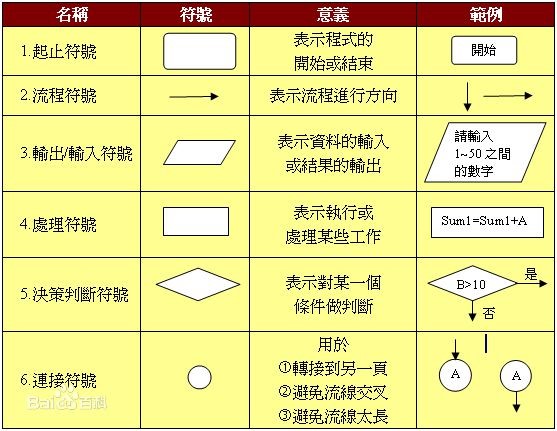 名稱 符號 意義 範例
1.起止符號 表示程式的 開始
開始或結束
2.流程符號 表示流程進行方向
3.輸出/輸入符號 表示資料的輸入
或結果的輸出
請輸入
1~50之間
的數字
4.處理符號 表示執行或
處理某些工作
Sum1=Sum1+A
5.決策判斷符號 表示對某一個
條件做判斷
B>10 是
否
6.連接符號 用於
①轉接到另一頁
②避免流線交叉
③避免流線太長
A A
Bai百科